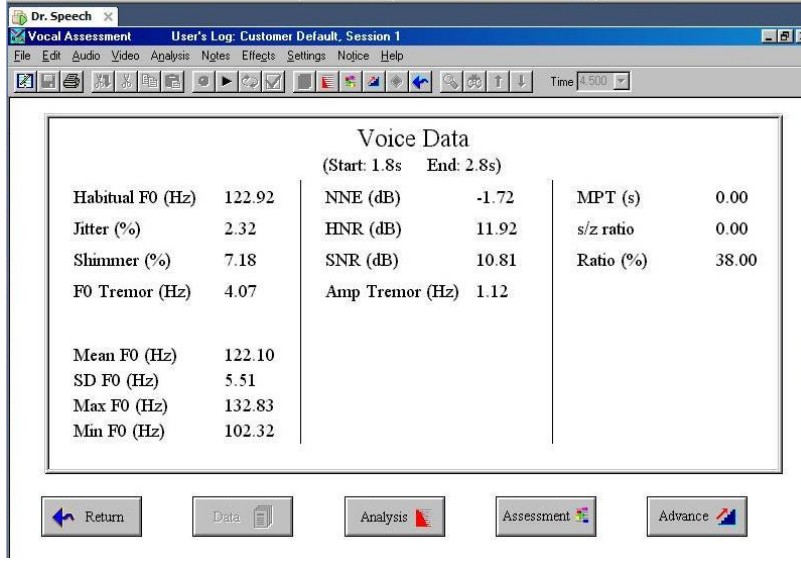 Dr. Speech
Vocal Assessment User's Log: Customer Default, Session 1
File Edit Audio Video Analysis Notes Effects Settings Notice Help
Time 4.500
Voice Data
(Start: 1.8s End: 2.8s)
Habitual F0 (Hz) 122.92 NNE (dB) -1.72 MPT (s) 0.00
Jitter (%) 2.32 HNR (dB) 11.92 s/z ratio 0.00
Shimmer (%) 7.18 SNR (dB) 10.81 Ratio (%) 38.00
F0 Tremor (Hz) 4.07 Amp Tremor (Hz) 1.12
Mean F0 (Hz) 122.10
SD F0 (Hz) 5.51
Max F0 (Hz) 132.83
Min F0 (Hz) 102.32
Return Data Analysis Assessment Advance